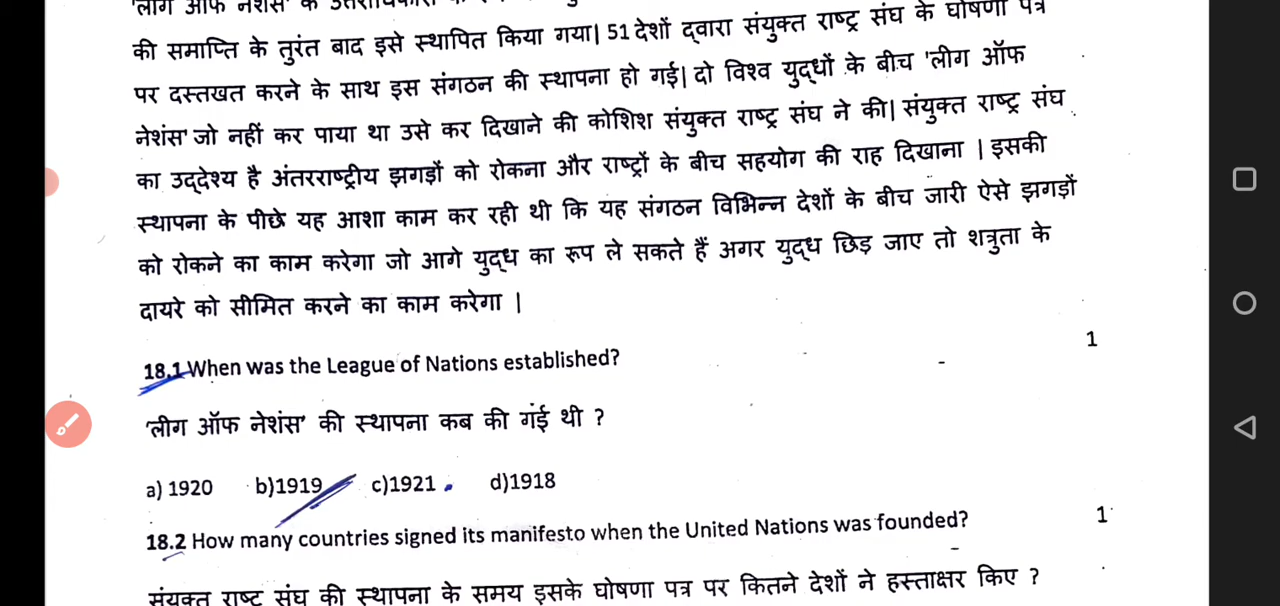 की समाप्ति के तुरंत बाद इसे स्थापित किया गया| 51 देशों द्वारा संयुक्त राष्ट्र संघ के घोषणा पत्र
पर दस्तखत करने के साथ इस संगठन की स्थापना हो गई| दो विश्व युद्धों के बीच 'लीग ऑफ
नेशंस' जो नहीं कर पाया था उसे कर दिखाने की कोशिश संयुक्त राष्ट्र संघ ने की| संयुक्त राष्ट्र संघ
का उद्देश्य है अंतरराष्ट्रीय झगड़ों को रोकना और राष्ट्रों के बीच सहयोग की राह दिखाना | इसकी
स्थापना के पीछे यह आशा काम कर रही थी कि यह संगठन विभिन्न देशों के बीच जारी ऐसे झगड़ों
को रोकने का काम करेगा जो आगे युद्ध का रूप ले सकते हैं अगर युद्ध छिड़ जाए तो शत्रुता के
दायरे को सीमित करने का काम करेगा |
18.1 When was the League of Nations established? 1
'लीग ऑफ नेशंस' की स्थापना कब की गई थी ?
a) 1920 b)1919 c)1921 d)1918
18.2 How many countries signed its manifesto when the United Nations was founded? 1
संयुक्त राष्ट्र संघ की स्थापना के समय इसके घोषणा पत्र पर कितने देशों ने हस्ताक्षर किए ?